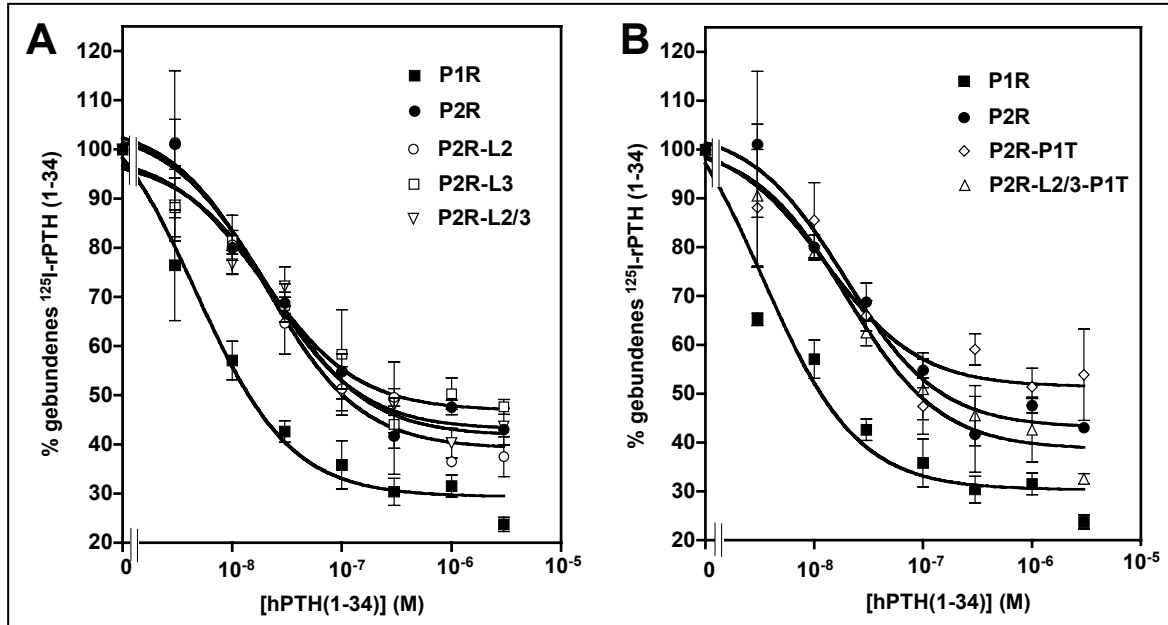 A
% gebundenes ¹²⁵I-rPTH (1-34)
120
110
100
90
80
70
60
50
40
30
20
0
10⁻⁸
10⁻⁷
10⁻⁶
10⁻⁵
[hPTH(1-34)] (M)
P1R
P2R
P2R-L2
P2R-L3
P2R-L2/3
B
% gebundenes ¹²⁵I-rPTH (1-34)
120
110
100
90
80
70
60
50
40
30
20
0
10⁻⁸
10⁻⁷
10⁻⁶
10⁻⁵
[hPTH(1-34)] (M)
P1R
P2R
P2R-P1T
P2R-L2/3-P1T